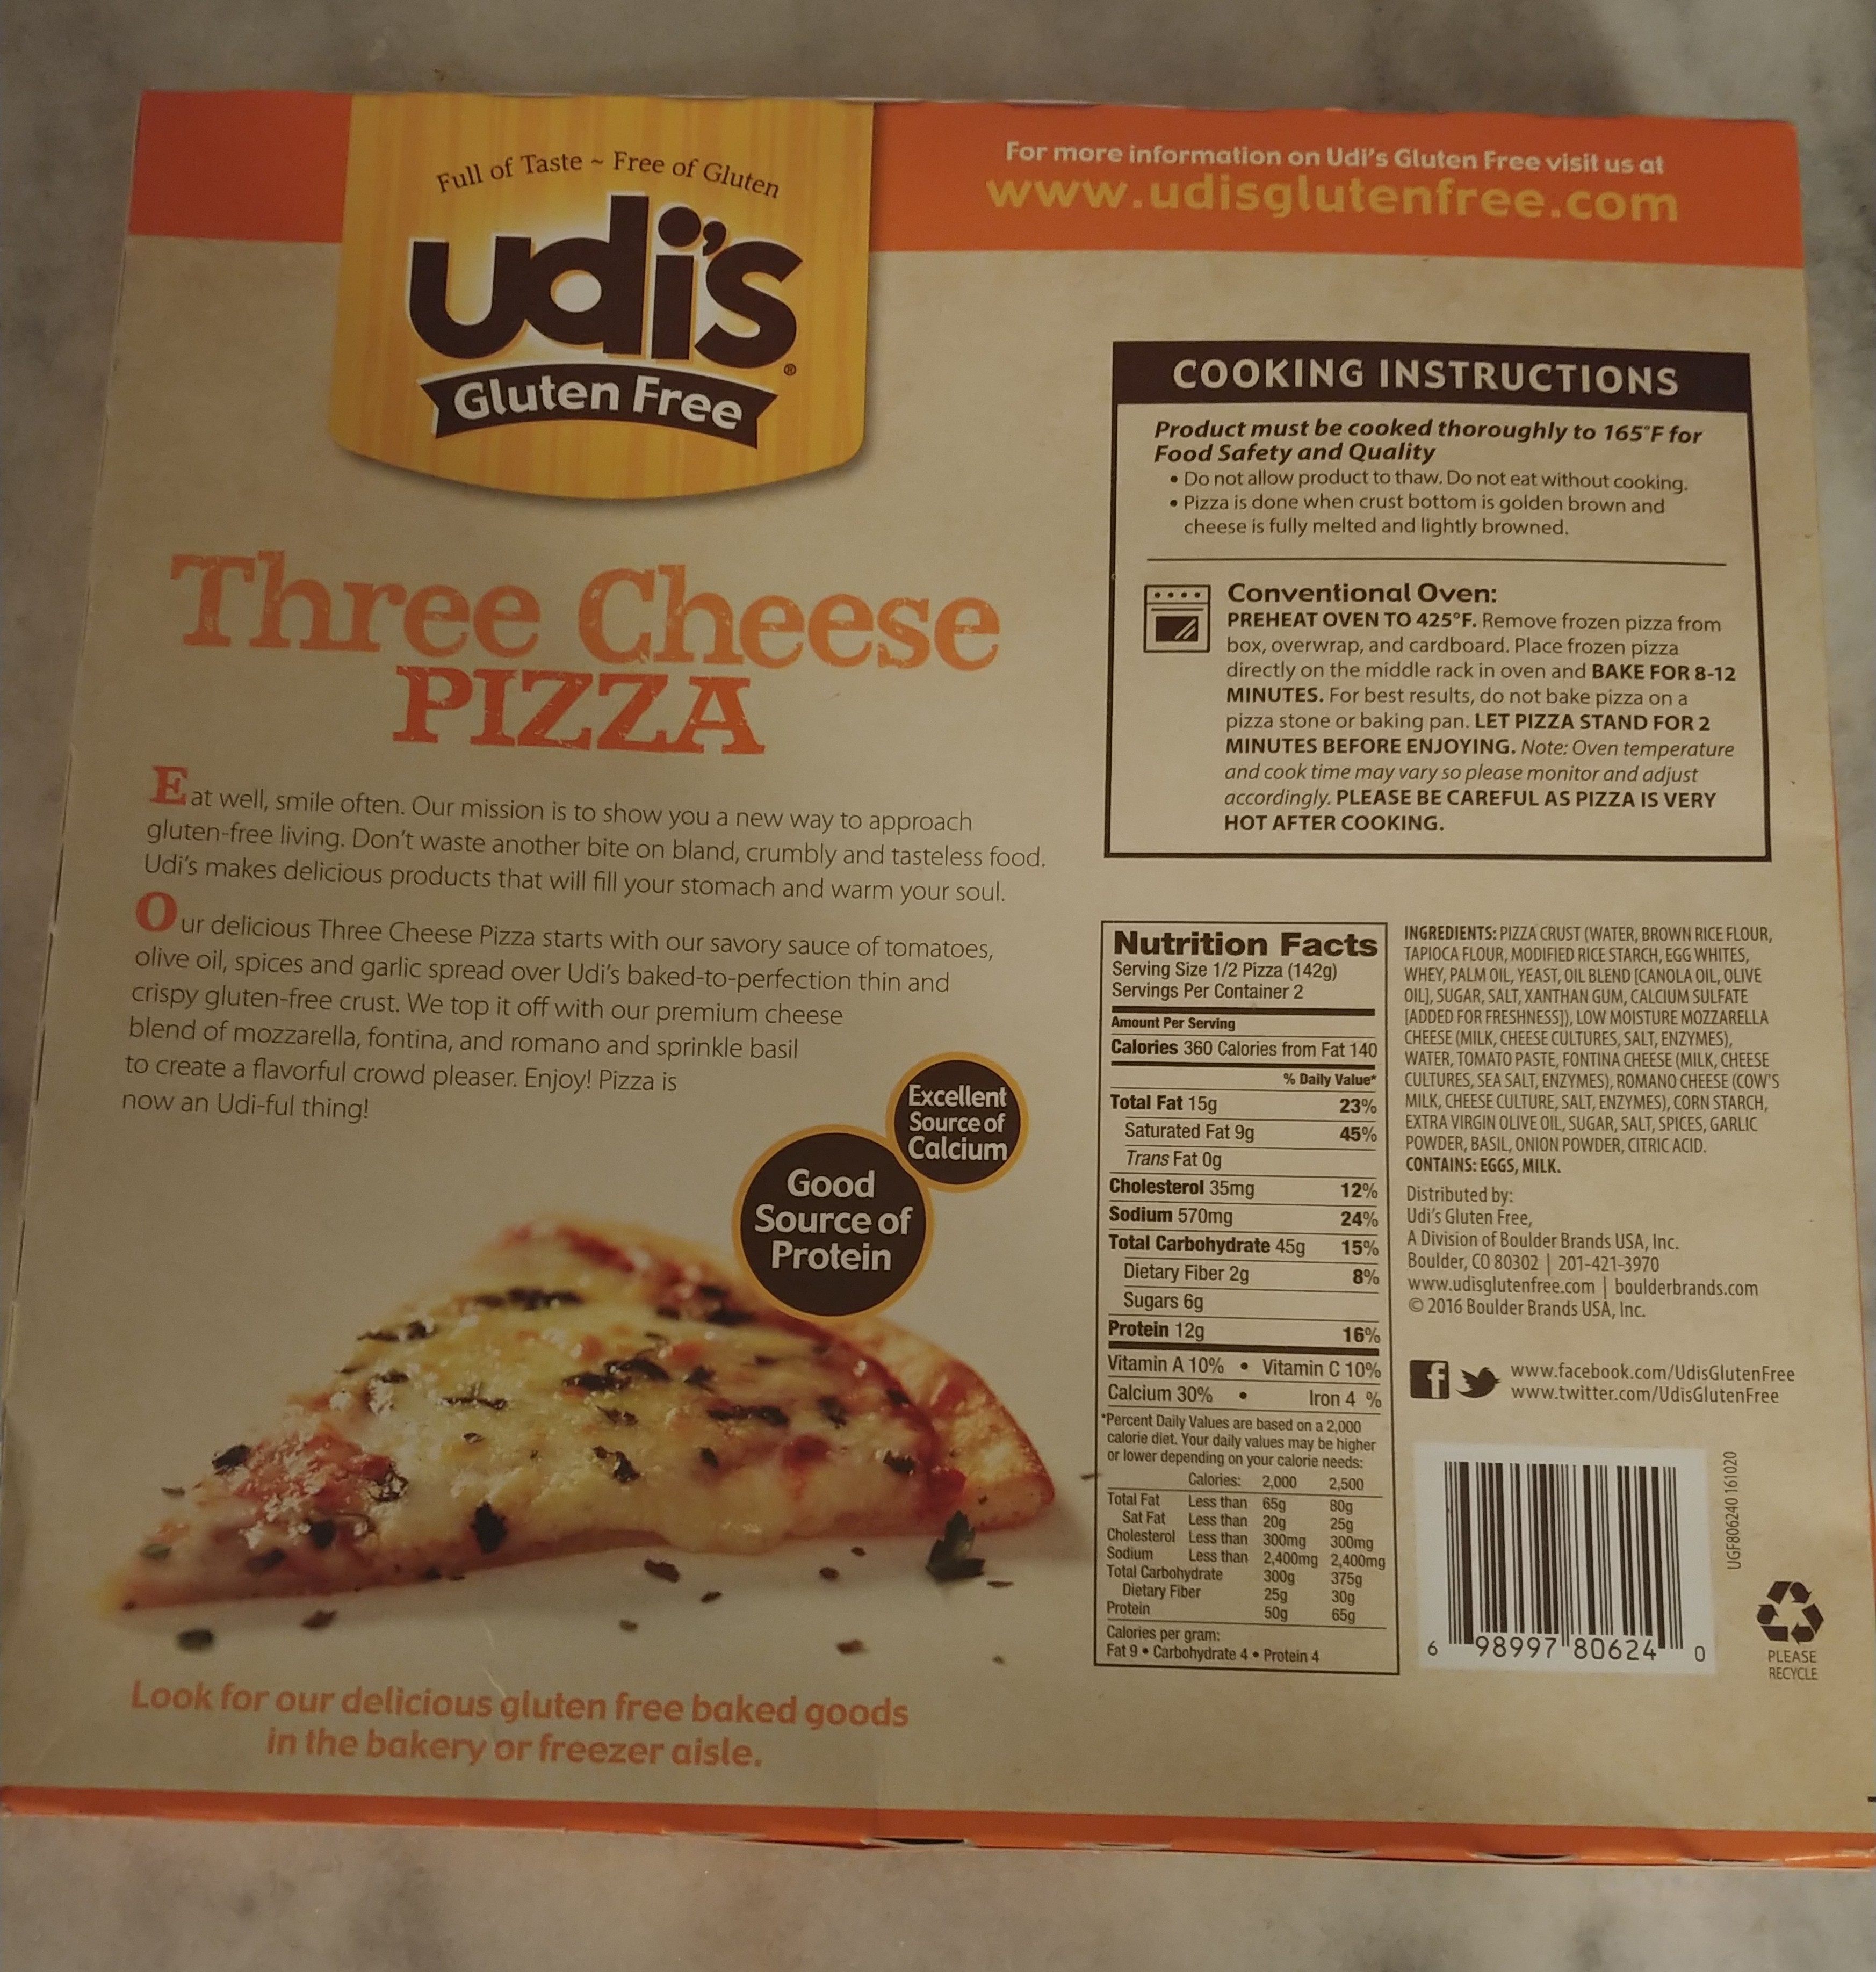 Full of Taste ~ Free of Gluten
udi's®
Gluten Free
For more information on Udi's Gluten Free visit us at
www.udisglutenfree.com
Three Cheese
PIZZA
Eat well, smile often. Our mission is to show you a new way to approach
gluten-free living. Don't waste another bite on bland, crumbly and tasteless food.
Udi's makes delicious products that will fill your stomach and warm your soul.
Our delicious Three Cheese Pizza starts with our savory sauce of tomatoes,
olive oil, spices and garlic spread over Udi's baked-to-perfection thin and
crispy gluten-free crust. We top it off with our premium cheese
blend of mozzarella, fontina, and romano and sprinkle basil
to create a flavorful crowd pleaser. Enjoy! Pizza is
now an Udi-ful thing!
Excellent
Source of
Calcium
Good
Source of
Protein
Look for our delicious gluten free baked goods
in the bakery or freezer aisle.
COOKING INSTRUCTIONS
Product must be cooked thoroughly to 165°F for
Food Safety and Quality
• Do not allow product to thaw. Do not eat without cooking.
• Pizza is done when crust bottom is golden brown and
cheese is fully melted and lightly browned.
Conventional Oven:
PREHEAT OVEN TO 425°F. Remove frozen pizza from
box, overwrap, and cardboard. Place frozen pizza
directly on the middle rack in oven and BAKE FOR 8-12
MINUTES. For best results, do not bake pizza on a
pizza stone or baking pan. LET PIZZA STAND FOR 2
MINUTES BEFORE ENJOYING. Note: Oven temperature
and cook time may vary so please monitor and adjust
accordingly. PLEASE BE CAREFUL AS PIZZA IS VERY
HOT AFTER COOKING.
Nutrition Facts
Serving Size 1/2 Pizza (142g)
Servings Per Container 2
Amount Per Serving
Calories 360 Calories from Fat 140
% Daily Value*
Total Fat 15g 23%
Saturated Fat 9g 45%
Trans Fat 0g
Cholesterol 35mg 12%
Sodium 570mg 24%
Total Carbohydrate 45g 15%
Dietary Fiber 2g 8%
Sugars 6g
Protein 12g 16%
Vitamin A 10% • Vitamin C 10%
Calcium 30% • Iron 4 %
*Percent Daily Values are based on a 2,000
calorie diet. Your daily values may be higher
or lower depending on your calorie needs:
Calories: 2,000 2,500
Total Fat Less than 65g 80g
Sat Fat Less than 20g 25g
Cholesterol Less than 300mg 300mg
Sodium Less than 2,400mg 2,400mg
Total Carbohydrate 300g 375g
Dietary Fiber 25g 30g
Protein 50g 65g
Calories per gram:
Fat 9 • Carbohydrate 4 • Protein 4
INGREDIENTS: PIZZA CRUST (WATER, BROWN RICE FLOUR,
TAPIOCA FLOUR, MODIFIED RICE STARCH, EGG WHITES,
WHEY, PALM OIL, YEAST, OIL BLEND [CANOLA OIL, OLIVE
OIL], SUGAR, SALT, XANTHAN GUM, CALCIUM SULFATE
[ADDED FOR FRESHNESS]), LOW MOISTURE MOZZARELLA
CHEESE (MILK, CHEESE CULTURES, SALT, ENZYMES),
WATER, TOMATO PASTE, FONTINA CHEESE (MILK, CHEESE
CULTURES, SEA SALT, ENZYMES), ROMANO CHEESE (COW'S
MILK, CHEESE CULTURE, SALT, ENZYMES), CORN STARCH,
EXTRA VIRGIN OLIVE OIL, SUGAR, SALT, SPICES, GARLIC
POWDER, BASIL, ONION POWDER, CITRIC ACID.
CONTAINS: EGGS, MILK.
Distributed by:
Udi's Gluten Free,
A Division of Boulder Brands USA, Inc.
Boulder, CO 80302 | 201-421-3970
www.udisglutenfree.com | boulderbrands.com
© 2016 Boulder Brands USA, Inc.
www.facebook.com/UdisGlutenFree
www.twitter.com/UdisGlutenFree
UGF806240 161020
6 98997 80624 0
PLEASE
RECYCLE